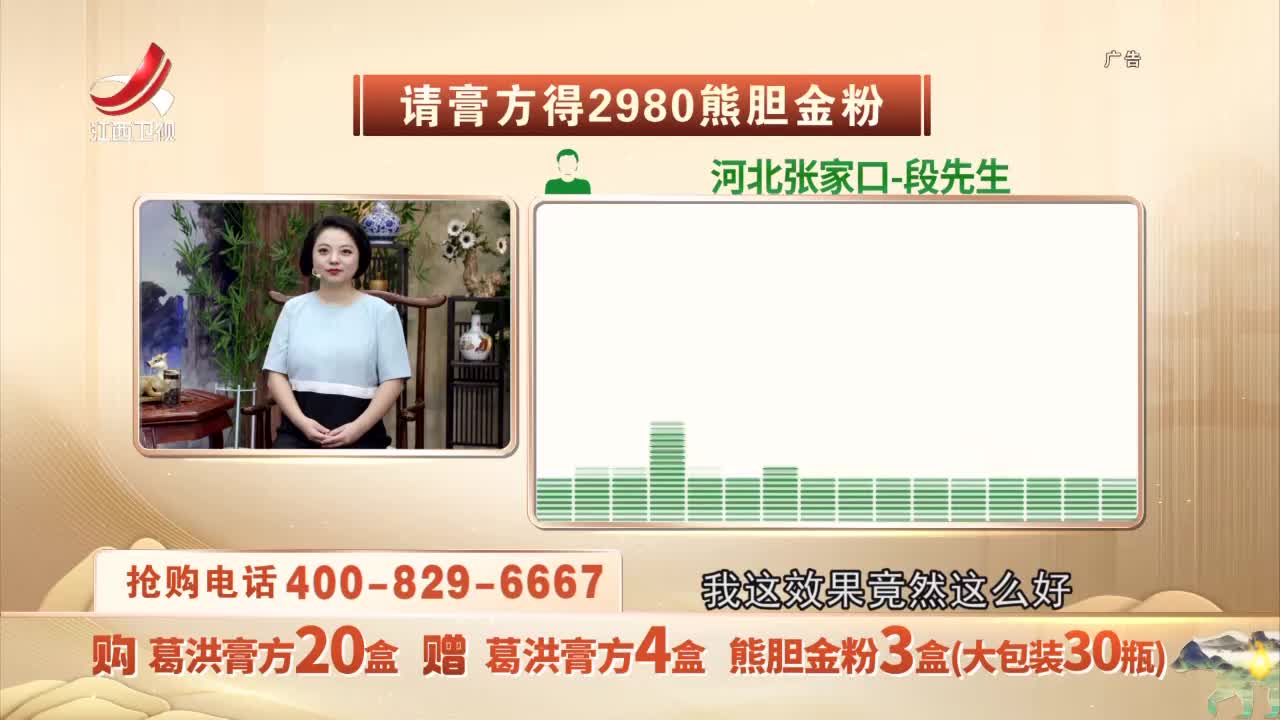 江西卫视
广告
请膏方得2980熊胆金粉
河北张家口-段先生
抢购电话400-829-6667
我这效果竟然这么好
购 葛洪膏方20盒 赠 葛洪膏方4盒 熊胆金粉3盒(大包装30瓶)